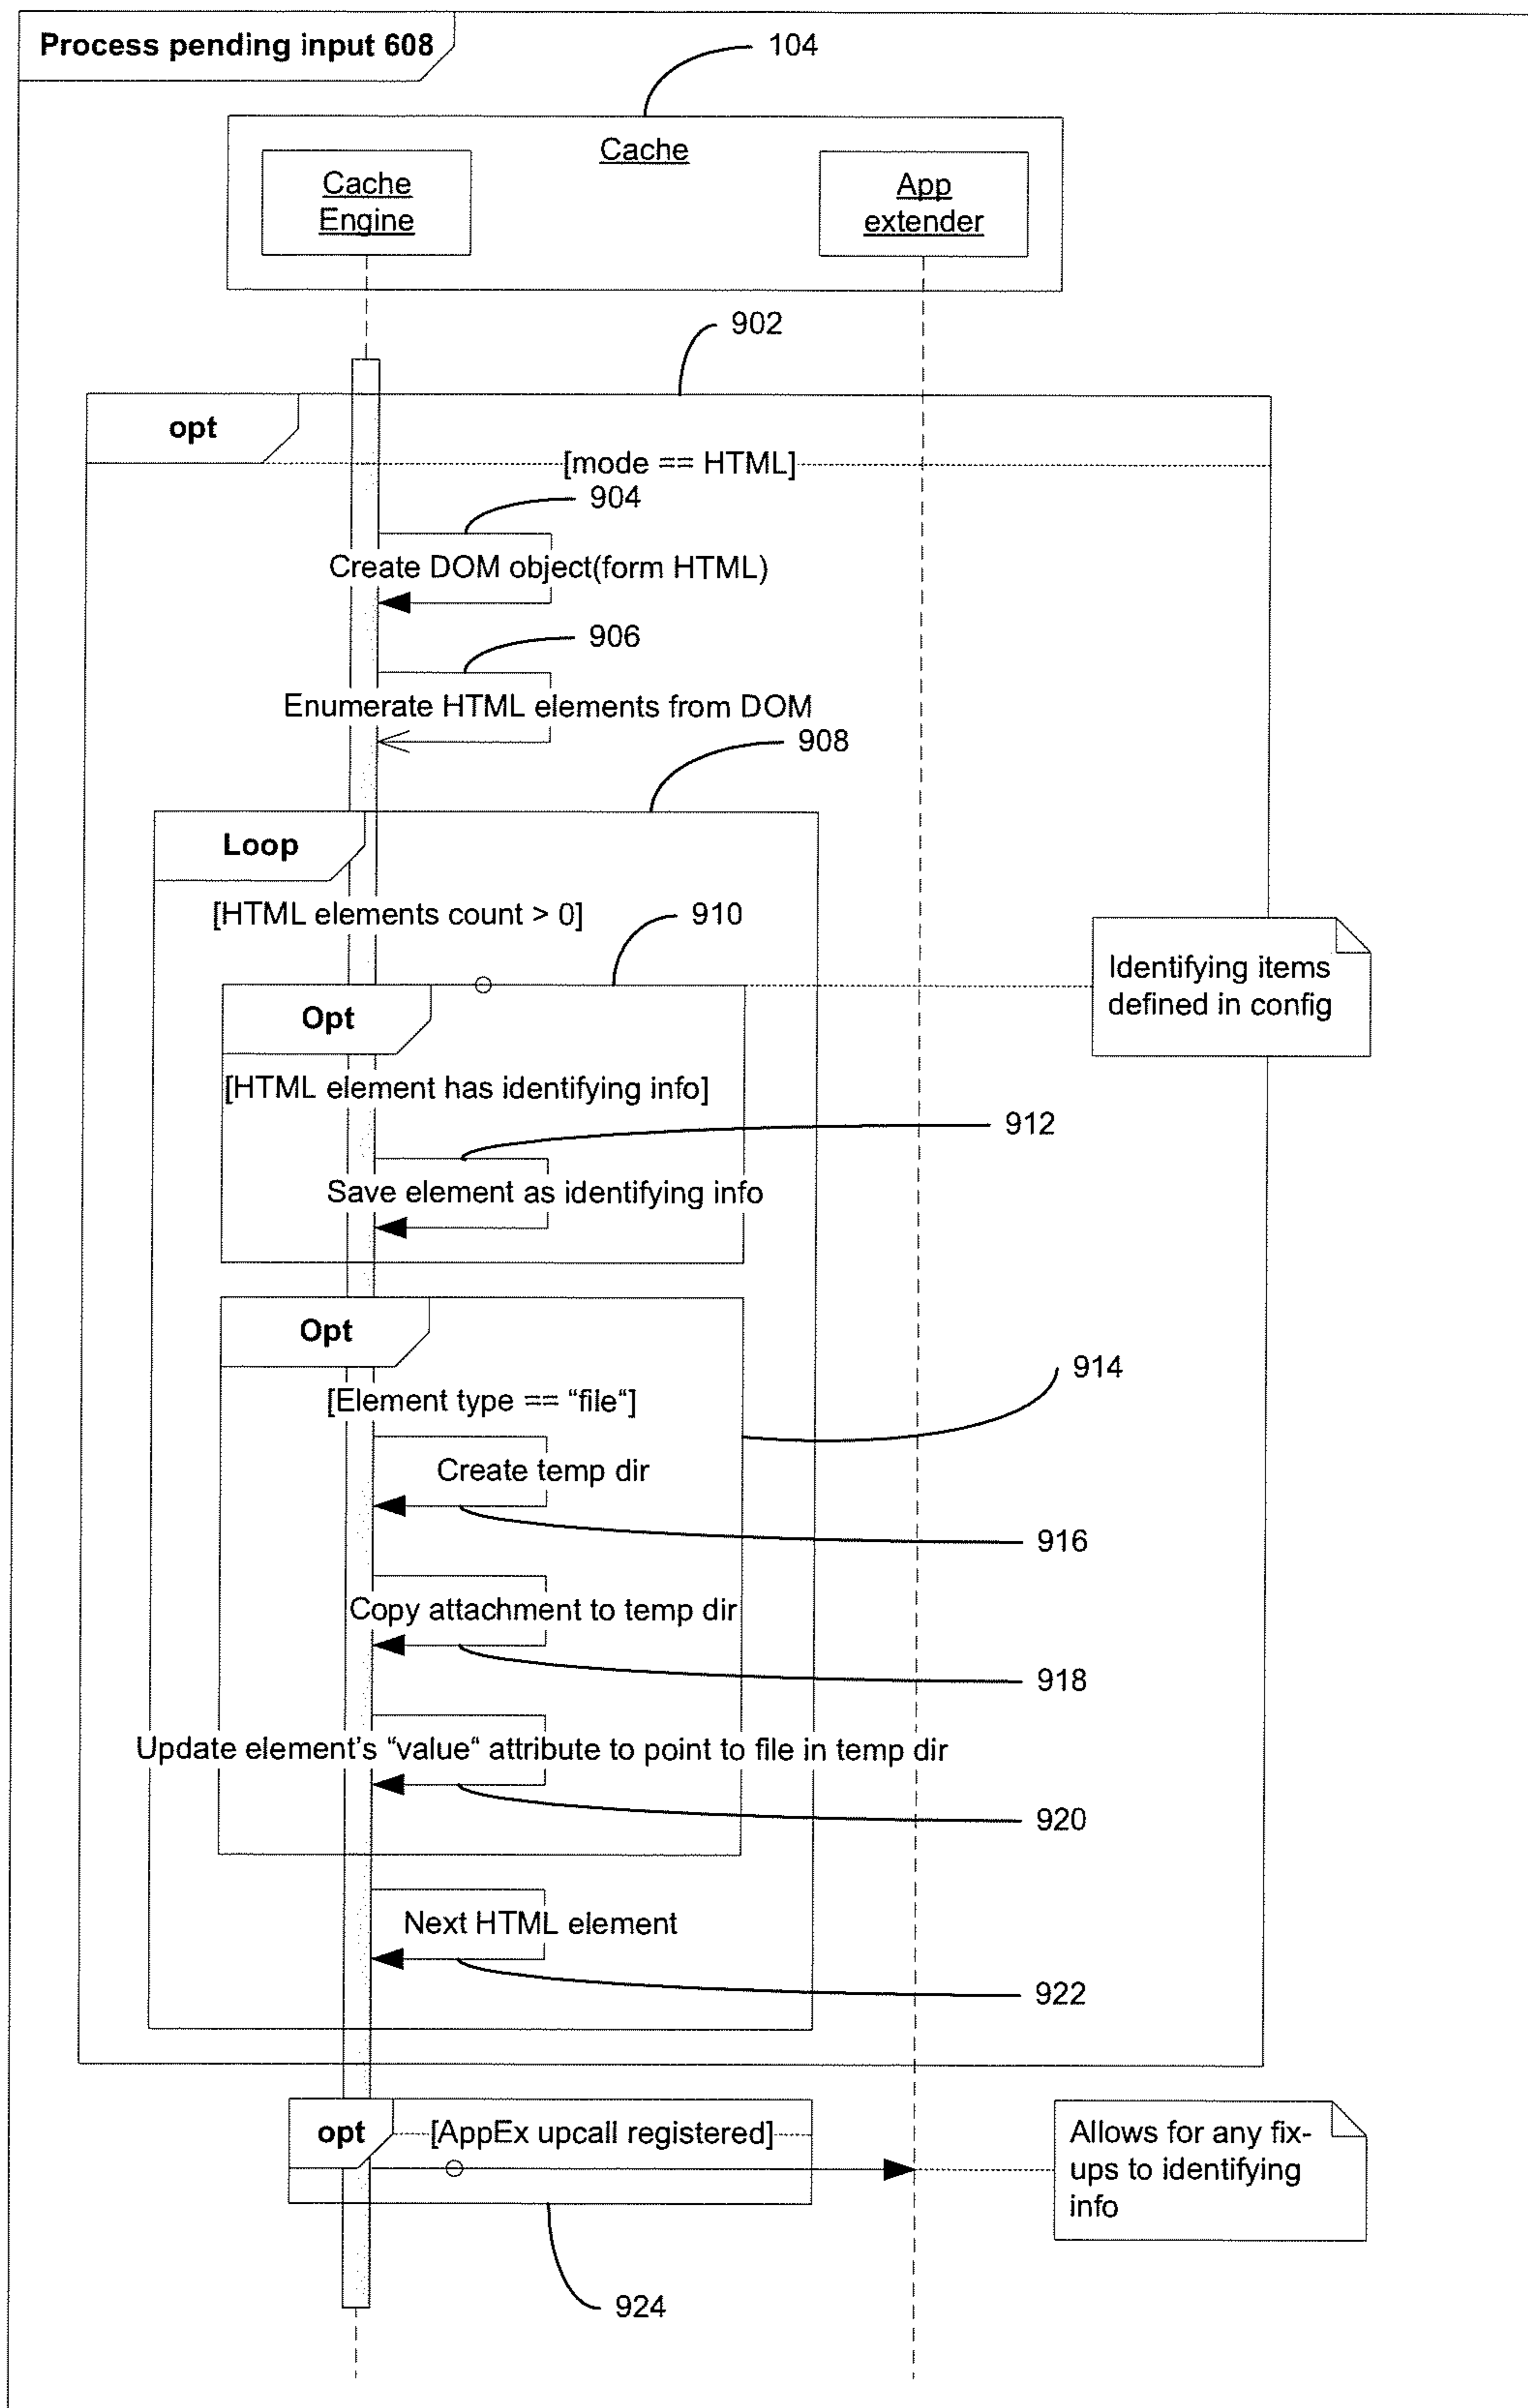 Process pending input 608
104
Cache
Cache
Engine
App
extender
902
opt
[mode == HTML]
904
Create DOM object(form HTML)
906
Enumerate HTML elements from DOM
908
Loop
[HTML elements count > 0]
910
Identifying items
defined in config
Opt
[HTML element has identifying info]
912
Save element as identifying info
Opt
914
[Element type == “file“]
Create temp dir
916
Copy attachment to temp dir
918
Update element’s “value“ attribute to point to file in temp dir
920
Next HTML element
922
opt
[AppEx upcall registered]
Allows for any fix-
ups to identifying
info
924